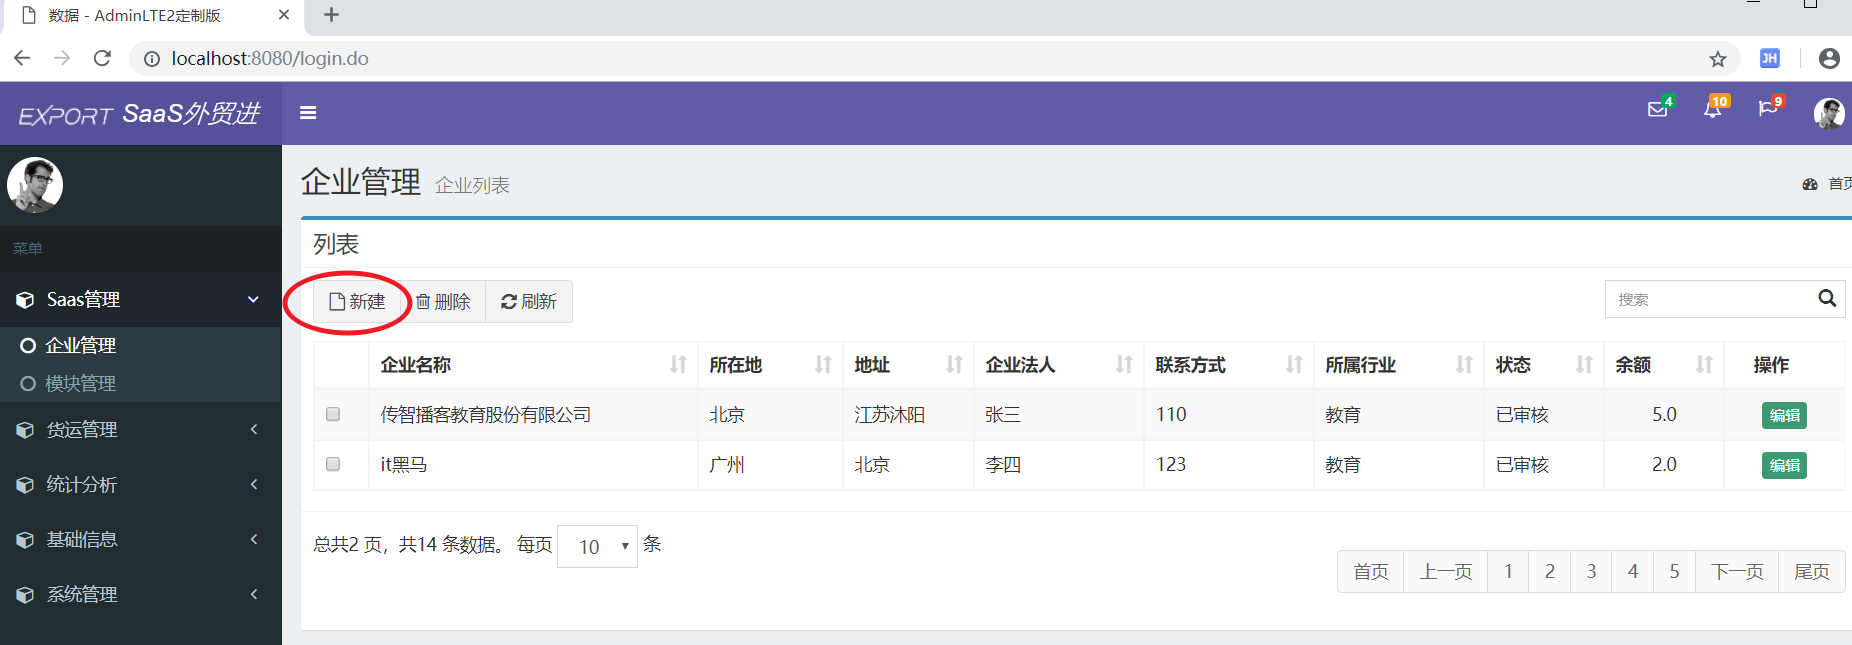 数据 - AdminLTE2定制版
localhost:8080/login.do
JH
EXPORT SaaS外贸进
4
10
9
企业管理 企业列表
首页
菜单
Saas管理
企业管理
模块管理
货运管理
统计分析
基础信息
系统管理
列表
新建 删除 刷新
搜索
企业名称 所在地 地址 企业法人 联系方式 所属行业 状态 余额 操作
传智播客教育股份有限公司 北京 江苏沐阳 张三 110 教育 已审核 5.0 编辑
it黑马 广州 北京 李四 123 教育 已审核 2.0 编辑
总共2 页，共14 条数据。 每页 10 条
首页 上一页 1 2 3 4 5 下一页 尾页